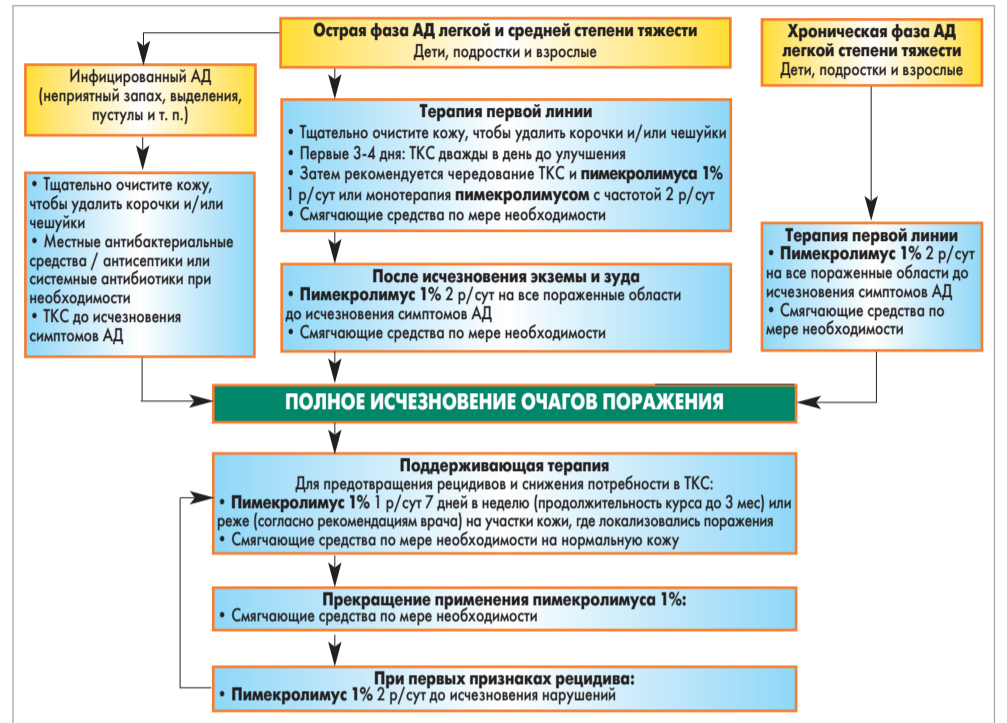 Острая фаза АД легкой и средней степени тяжести
Дети, подростки и взрослые
Хроническая фаза АД
легкой степени тяжести
Дети, подростки и взрослые
Инфицированный АД
(неприятный запах, выделения,
пустулы и т. п.)
Терапия первой линии
• Тщательно очистите кожу, чтобы удалить корочки и/или чешуйки
• Первые 3-4 дня: ТКС дважды в день до улучшения
• Затем рекомендуется чередование ТКС и пимекролимуса 1%
1 р/сут или монотерапия пимекролимусом с частотой 2 р/сут
• Смягчающие средства по мере необходимости
• Тщательно очистите кожу,
чтобы удалить корочки и/или
чешуйки
• Местные антибактериальные
средства / антисептики или
системные антибиотики при
необходимости
• ТКС до исчезновения
симптомов АД
Терапия первой линии
• Пимекролимус 1% 2 р/сут
на все пораженные области до
исчезновения симптомов АД
• Смягчающие средства по
мере необходимости
После исчезновения экземы и зуда
• Пимекролимус 1% 2 р/сут на все пораженные области
до исчезновения симптомов АД
• Смягчающие средства по мере необходимости
ПОЛНОЕ ИСЧЕЗНОВЕНИЕ ОЧАГОВ ПОРАЖЕНИЯ
Поддерживающая терапия
Для предотвращения рецидивов и снижения потребности в ТКС:
• Пимекролимус 1% 1 р/сут 7 дней в неделю (продолжительность курса до 3 мес) или
реже (согласно рекомендациям врача) на участки кожи, где локализовались поражения
• Смягчающие средства по мере необходимости на нормальную кожу
Прекращение применения пимекролимуса 1%:
• Смягчающие средства по мере необходимости
При первых признаках рецидива:
• Пимекролимус 1% 2 р/сут до исчезновения нарушений